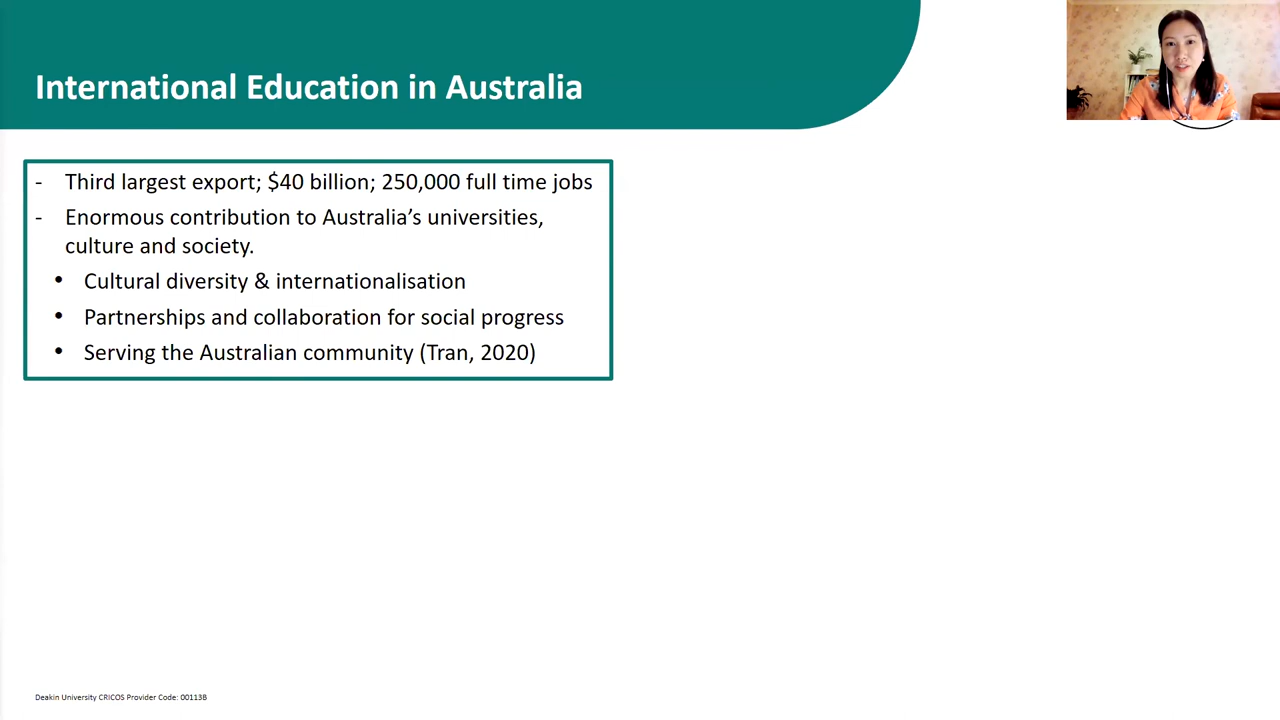 International Education in Australia
- Third largest export; $40 billion; 250,000 full time jobs
- Enormous contribution to Australia’s universities,
culture and society.
• Cultural diversity & internationalisation
• Partnerships and collaboration for social progress
• Serving the Australian community (Tran, 2020)
Deakin University CRICOS Provider Code: 00113B